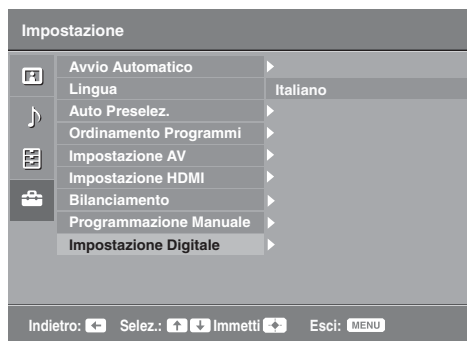 Impostazione
Avvio Automatico
Lingua Italiano
Auto Preselez.
Ordinamento Programmi
Impostazione AV
Impostazione HDMI
Bilanciamento
Programmazione Manuale
Impostazione Digitale
Indietro: Selez.: Immetti Esci: MENU